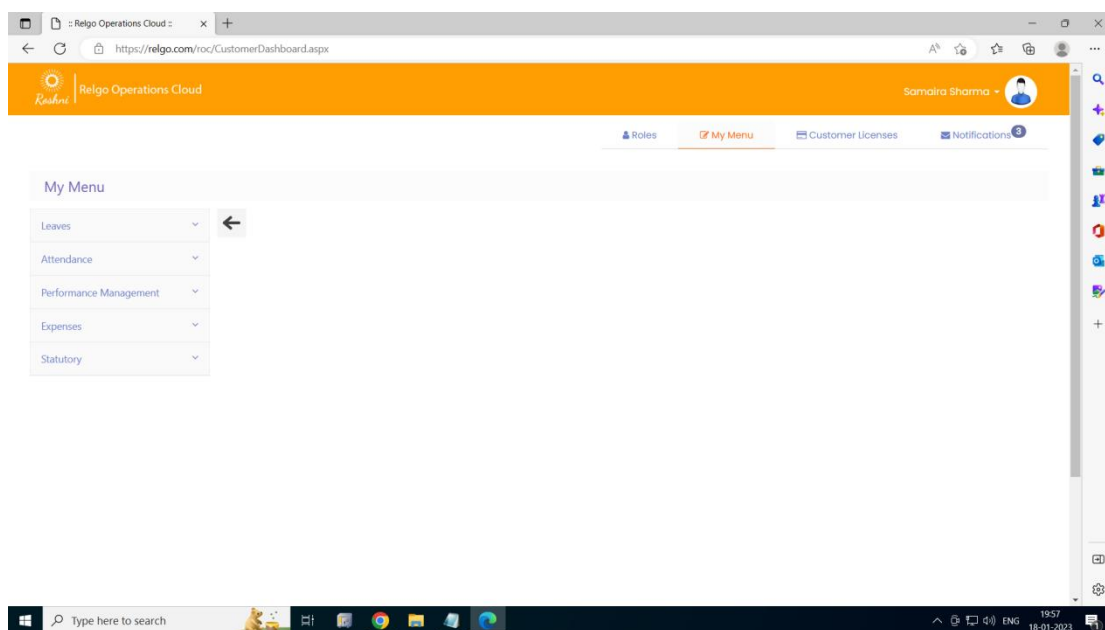 :: Relgo Operations Cloud ::
https://relgo.com/roc/CustomerDashboard.aspx
Rashni
Relgo Operations Cloud
Samaira Sharma
Roles
My Menu
Customer Licenses
Notifications 3
My Menu
Leaves
Attendance
Performance Management
Expenses
Statutory
Type here to search
ENG
19:57
18-01-2023